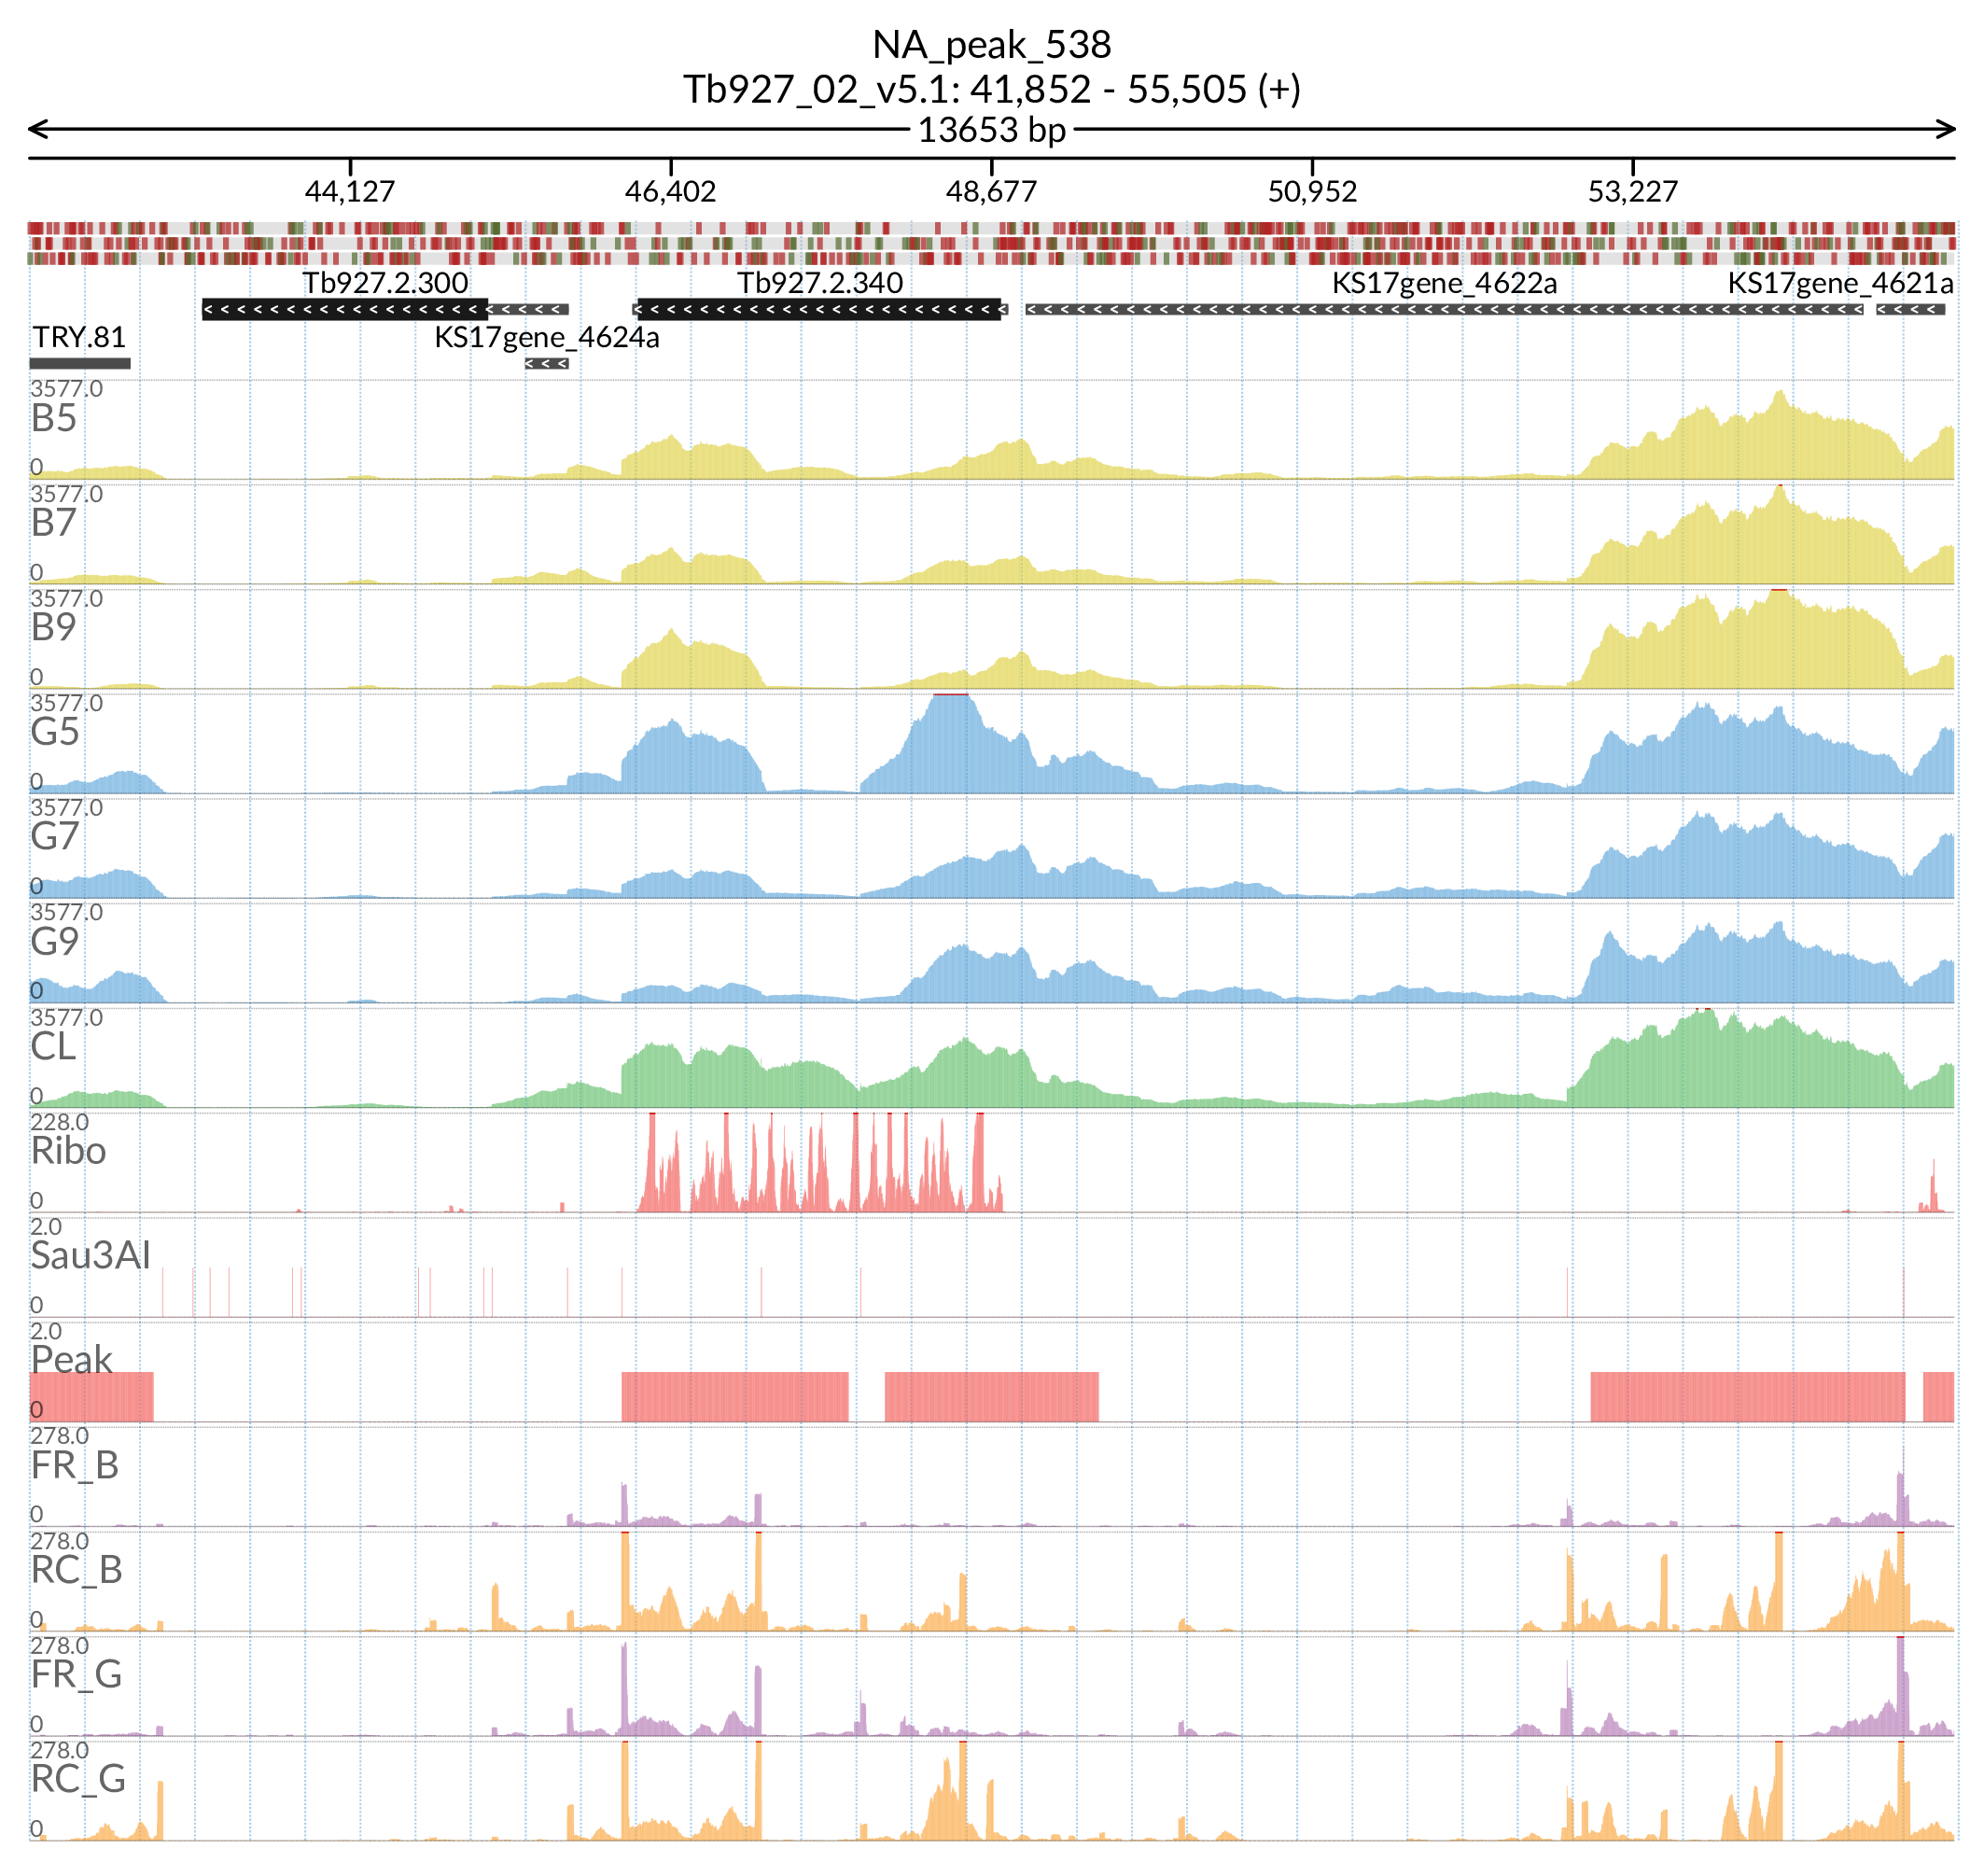 NA_peak_538
Tb927_02_v5.1: 41,852 - 55,505 (+)
13653 bp
44,127 46,402 48,677 50,952 53,227
Tb927.2.300 Tb927.2.340 KS17gene_4622a KS17gene_4621a
TRY.81 KS17gene_4624a
3577.0
B5
0
3577.0
B7
0
3577.0
B9
0
3577.0
G5
0
3577.0
G7
0
3577.0
G9
0
3577.0
CL
0
228.0
Ribo
0
2.0
Sau3AI
0
2.0
Peak
0
278.0
FR_B
0
278.0
RC_B
0
278.0
FR_G
0
278.0
RC_G
0